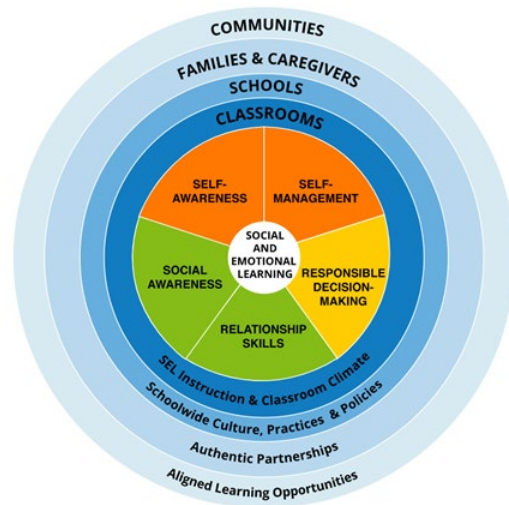 COMMUNITIES
FAMILIES & CAREGIVERS
SCHOOLS
CLASSROOMS
SELF-
AWARENESS
SELF-
MANAGEMENT
SOCIAL
AND
EMOTIONAL
LEARNING
SOCIAL
AWARENESS
RESPONSIBLE
DECISION-
MAKING
RELATIONSHIP
SKILLS
SEL Instruction & Classroom Climate
Schoolwide Culture, Practices & Policies
Authentic Partnerships
Aligned Learning Opportunities